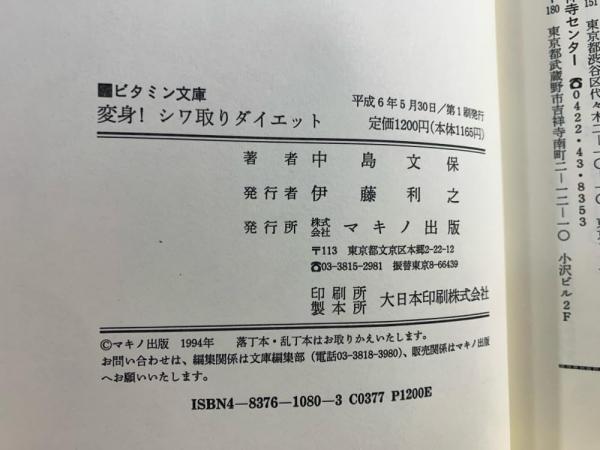 ■ビタミン文庫
変身! シワ取りダイエット
平成6年5月30日/第1刷発行
定価1200円(本体1165円)
著者 中島文保
発行者 伊藤利之
発行所 株式会社 マキノ出版
〒113 東京都文京区本郷2-22-12
☎03-3815-2981 振替東京8-66439
印刷所
製本所 大日本印刷株式会社
©マキノ出版 1994年 落丁本・乱丁本はお取りかえいたします。
お問い合わせは、編集関係は文庫編集部(電話03-3818-3980)、販売関係はマキノ出版
へお願いいたします。
ISBN4-8376-1080-3 C0377 P1200E
151 東京都渋谷区代々木二ー一〇
祥寺センター ☎0422・43・8353
180 東京都武蔵野市吉祥寺南町二ー一二ー一〇 小沢ビル2F